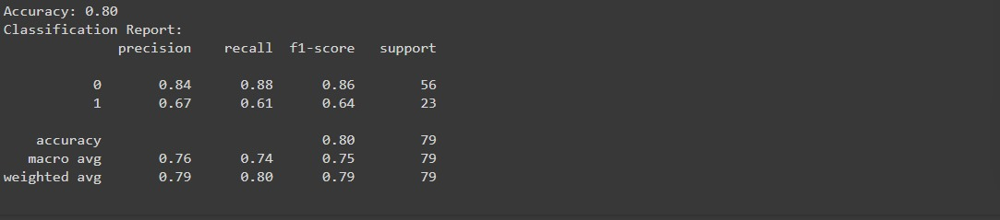 Accuracy: 0.80
Classification Report:
              precision    recall  f1-score   support

           0       0.84      0.88      0.86        56
           1       0.67      0.61      0.64        23

    accuracy                           0.80        79
   macro avg       0.76      0.74      0.75        79
weighted avg       0.79      0.80      0.79        79